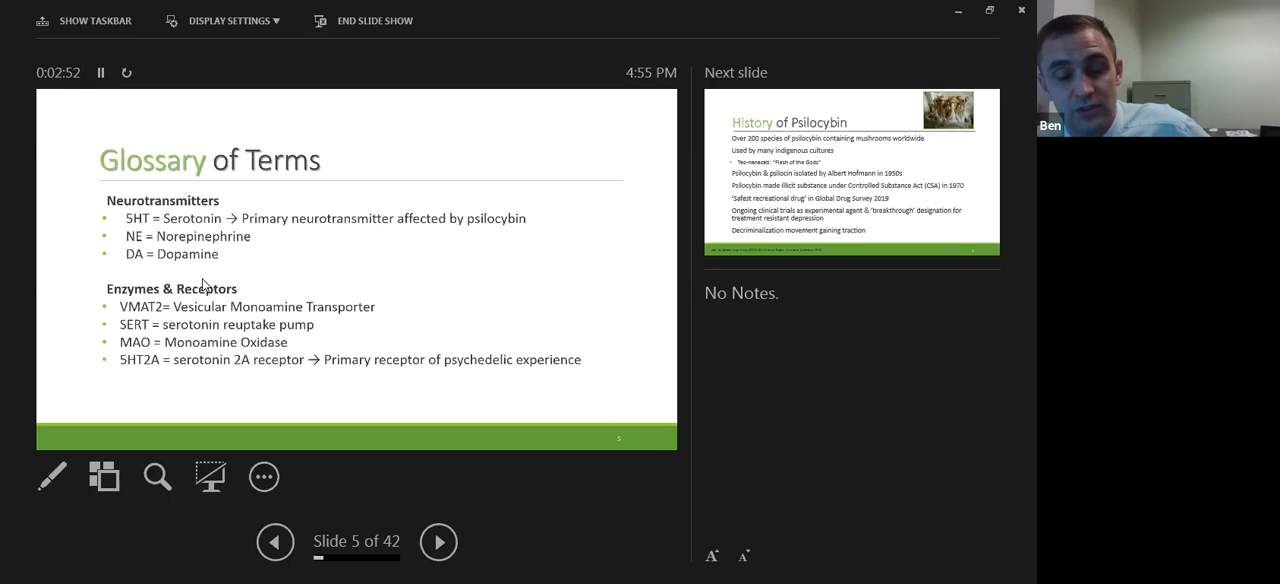 SHOW TASKBAR
DISPLAY SETTINGS ▼
END SLIDE SHOW
0:02:52
4:55 PM
Glossary of Terms
Neurotransmitters
• 5HT = Serotonin → Primary neurotransmitter affected by psilocybin
• NE = Norepinephrine
• DA = Dopamine
Enzymes & Receptors
• VMAT2= Vesicular Monoamine Transporter
• SERT = serotonin reuptake pump
• MAO = Monoamine Oxidase
• 5HT2A = serotonin 2A receptor → Primary receptor of psychedelic experience
5
Slide 5 of 42
Next slide
History of Psilocybin
Over 200 species of psilocybin containing mushrooms worldwide
Used by many indigenous cultures
"Flesh of the Gods"
Psilocybin & psilocin isolated by Albert Hofmann in 1950s
Psilocybin made illicit substance under Controlled Substance Act (CSA) in 1970
'Safest recreational drug' in Global Drug Survey 2019
Ongoing clinical trials as experimental agent & 'breakthrough' designation for
treatment resistant depression
Decriminalization movement gaining traction
No Notes.
A A
Ben